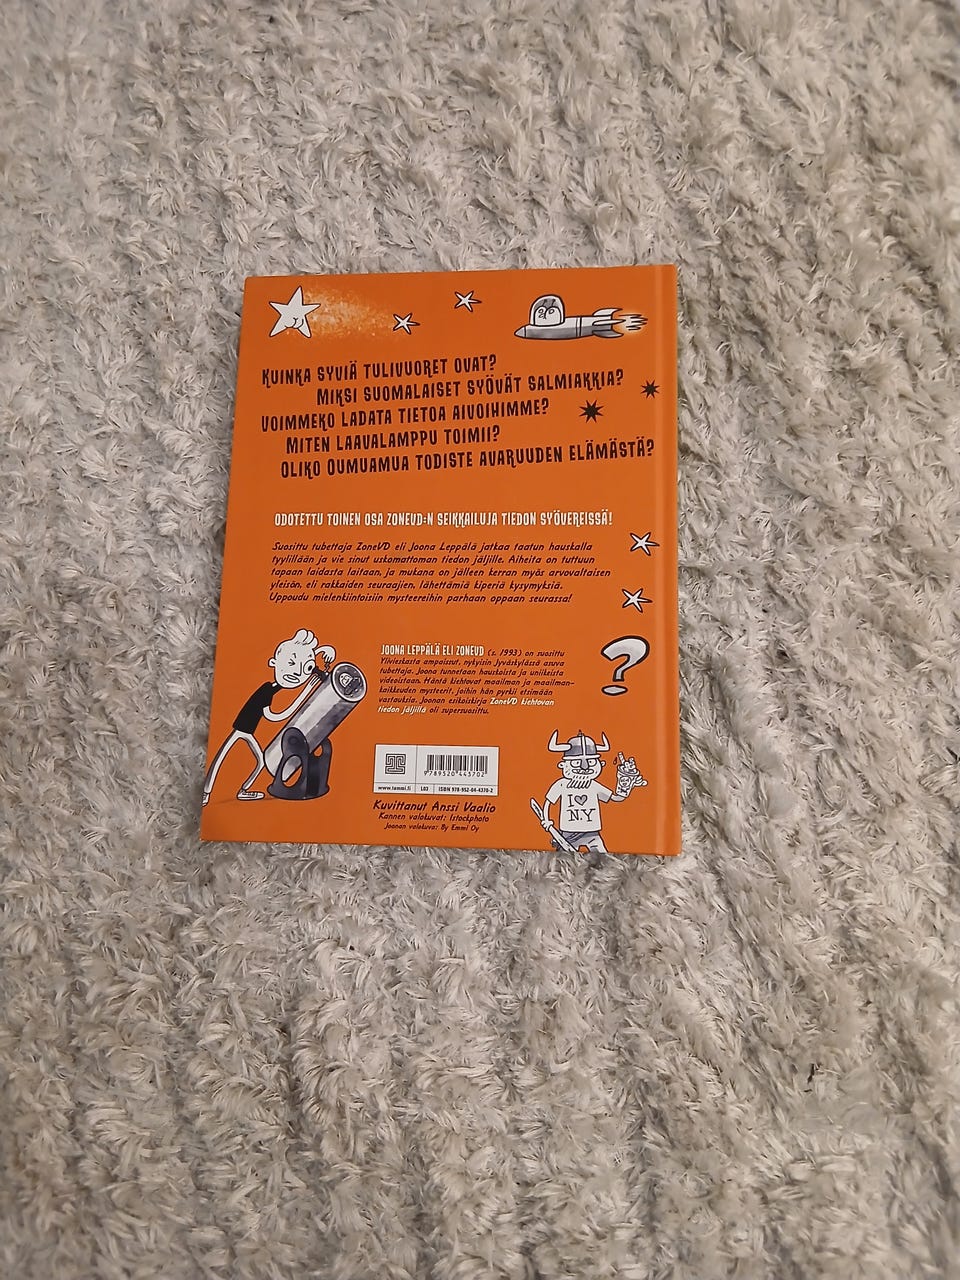 KUINKA SYVIÄ TULIVUORET OVAT?
MIKSI SUOMALAISET SYÖVÄT SALMIAKKIA?
VOIMMEKO LADATA TIETOA AIVOIHIMME?
MITEN LAAVALAMPPU TOIMII?
OLIKO OUMUAMUA TODISTE AVARUUDEN ELÄMÄSTÄ?
ODOTETTU TOINEN OSA ZONEVD:N SEIKKAILUJA TIEDON SYÖVEREISSÄ!
Suosittu tubettaja ZoneVD eli Joona Leppälä jatkaa taatun hauskalla
tyylillään ja vie sinut uskomattoman tiedon jäljille. Aiheita on tuttuun
tapaan laidasta laitaan, ja mukana on jälleen kerran myös arvovaltaisen
yleisön, eli rakkaiden seuraajien, lähettämiä kiperiä kysymyksiä.
Uppoudu mielenkiintoisiin mysteereihin parhaan oppaan seurassa!
JOONA LEPPÄLÄ ELI ZONEVD (s. 1993) on suosittu
Ylivieskasta ampaissut, nykyisin Jyväskylässä asuva
tubettaja. Joona tunnetaan hauskoista ja uniikeista
videoistaan. Häntä kiehtovat maailman ja maailman-
kaikkeuden mysteerit, joihin hän pyrkii etsimään
vastauksia. Joonan esikoiskirja ZoneVD kiehtovan
tiedon jäljillä oli supersuosittu.
9789520443702
www.tammi.fi
L03
ISBN 978-952-04-4370-2
Kuvittanut Anssi Vaalio
Kannen valokuvat: Istockphoto
Joonan valokuva: By Emmi Oy
I ♥
N.Y